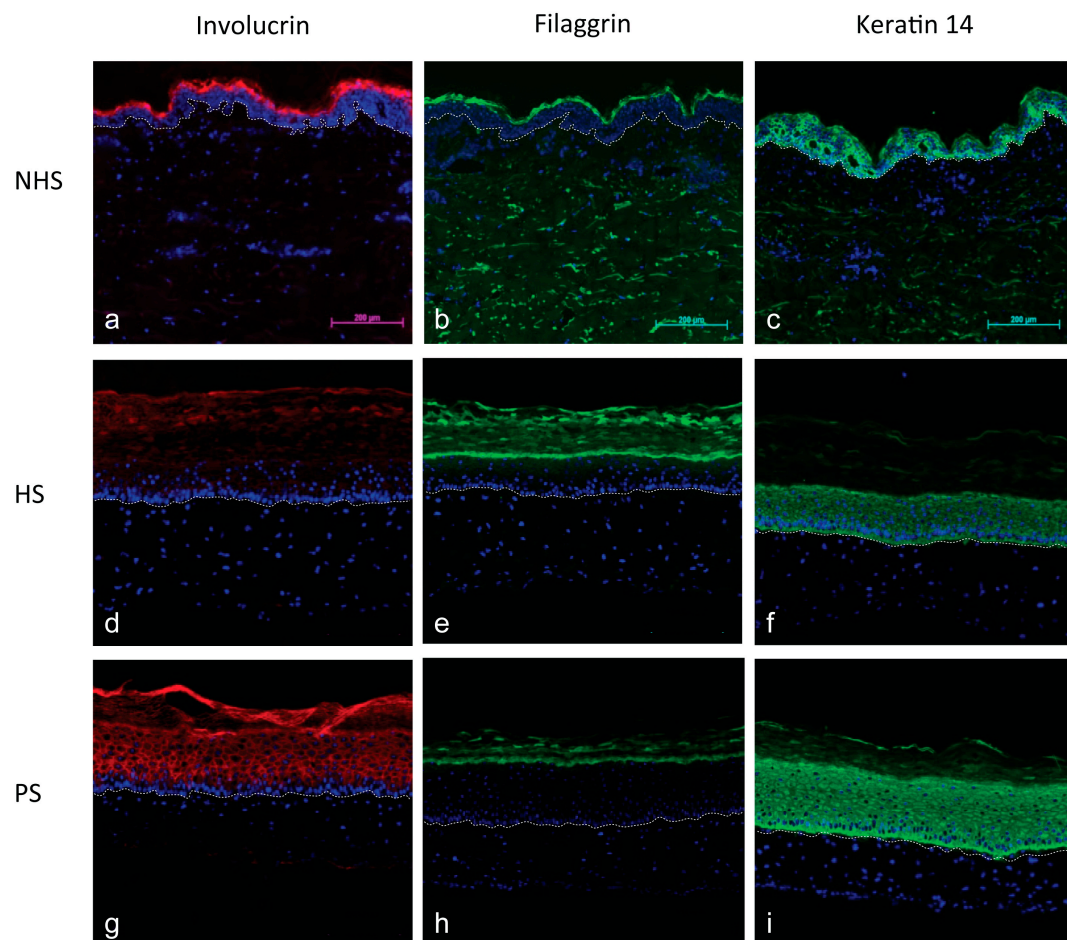 Involucrin Filaggrin Keratin 14
NHS
200 µm 200 µm 200 µm
a b c
HS
d e f
PS
g h i